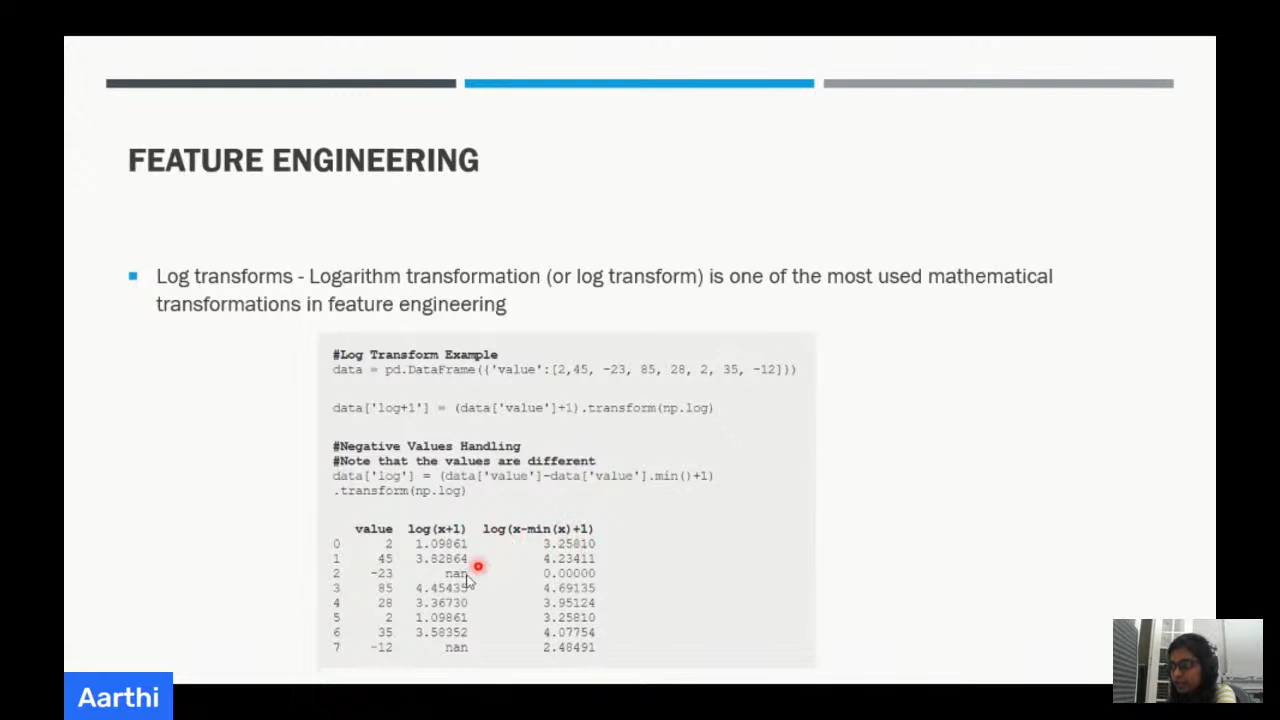 FEATURE ENGINEERING
Log transforms - Logarithm transformation (or log transform) is one of the most used mathematical
transformations in feature engineering
#Log Transform Example
data = pd.DataFrame({'value':[2,45, -23, 85, 28, 2, 35, -12]})
data['log+1'] = (data['value']+1).transform(np.log)
#Negative Values Handling
#Note that the values are different
data['log'] = (data['value']-data['value'].min()+1)
.transform(np.log)
value log(x+1) log(x-min(x)+1)
0 2 1.09861 3.25810
1 45 3.82864 4.23411
2 -23 nan 0.00000
3 85 4.45435 4.69135
4 28 3.36730 3.95124
5 2 1.09861 3.25810
6 35 3.58352 4.07754
7 -12 nan 2.48491
Aarthi